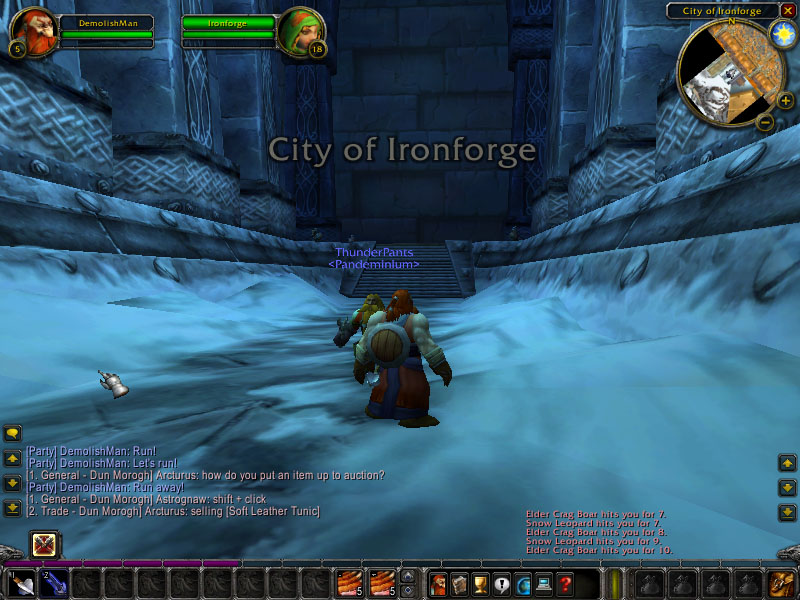 DemolishMan
5
Ironforge
18
City of Ironforge
N
City of Ironforge
ThunderPants
<Pandeminium>
[Party] DemolishMan: Run!
[Party] DemolishMan: Let's run!
[1. General - Dun Morogh] Arcturus: how do you put an item up to auction?
[Party] DemolishMan: Run away!
[1. General - Dun Morogh] Astrognaw: shift + click
[2. Trade - Dun Morogh] Arcturus: selling [Soft Leather Tunic]
Elder Crag Boar hits you for 7.
Snow Leopard hits you for 7.
Elder Crag Boar hits you for 8.
Snow Leopard hits you for 9.
Elder Crag Boar hits you for 10.
1
2
5
5